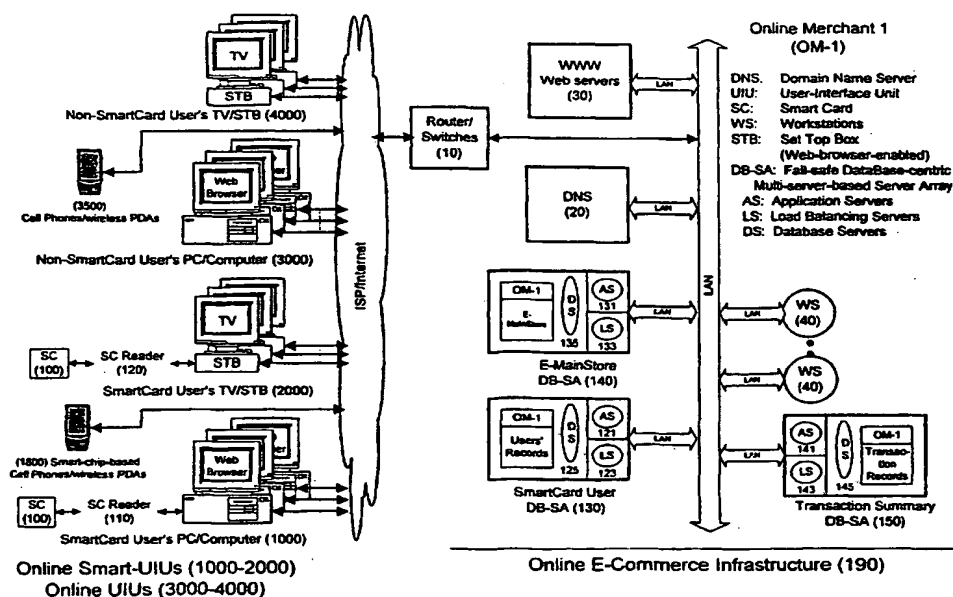 TV
STB
Non-SmartCard User's TV/STB (4000)
(3500)
Cell Phones/wireless PDAs
Web
Browser
Non-SmartCard User's PC/Computer (3000)
TV
STB
SC
(100)
SC Reader
(120)
SmartCard User's TV/STB (2000)
(1800) Smart-chip-based
Cell Phones/wireless PDAs
Web
Browser
SC
(100)
SC Reader
(110)
SmartCard User's PC/Computer (1000)
Online Smart-UIUs (1000-2000)
Online UIUs (3000-4000)
ISP/Internet
Router/
Switches
(10)
WWW
Web servers
(30)
LAN
DNS
(20)
LAN
OM-1
E-
MainStore
DS
135
AS
131
LS
133
LAN
E-MainStore
DB-SA (140)
OM-1
Users'
Records
DS
125
AS
121
LS
123
LAN
SmartCard User
DB-SA (130)
LAN
Online Merchant 1
(OM-1)
DNS: Domain Name Server
UIU: User-Interface Unit
SC: Smart Card
WS: Workstations
STB: Set Top Box
(Web-browser-enabled)
DB-SA: Fail-safe DataBase-centric
Multi-server-based Server Array
AS: Application Servers
LS: Load Balancing Servers
DS: Database Servers
LAN
WS
(40)
LAN
WS
(40)
LAN
AS
141
LS
143
DS
145
OM-1
Transac-
tion
Records
Transaction Summary
DB-SA (150)
Online E-Commerce Infrastructure (190)